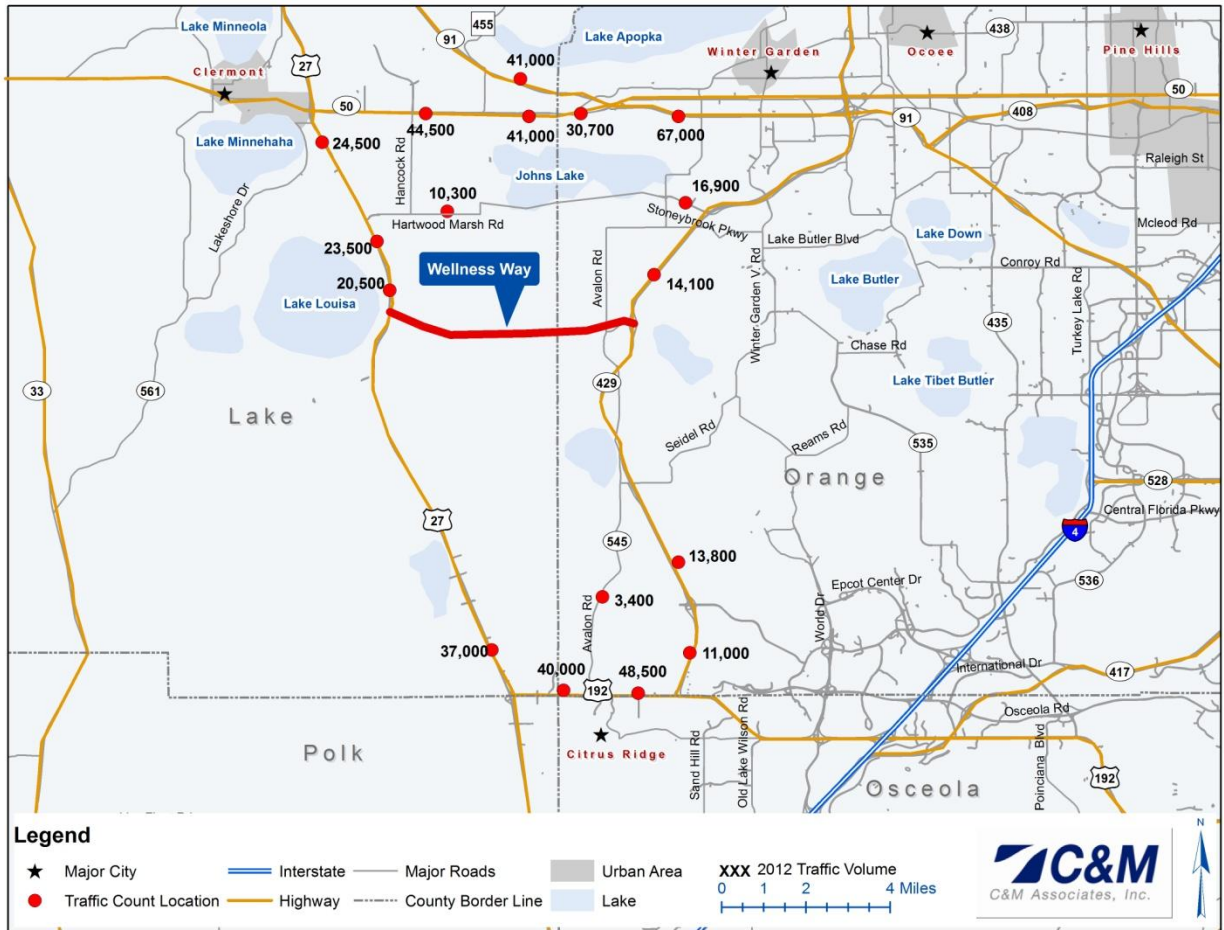 Lake Mineola
455
91
Lake Apopka
438
Winter Garden
Ocoee
Pine Hills
27
41,000
Clermont
50
50
44,500
41,000
30,700
67,000
91
408
Lake Minnehaha
24,500
Hancock Rd
Johns Lake
Raleigh St
10,300
16,900
Lakeshore Dr
Hartwood Marsh Rd
Stoneybrook Pkwy
Lake Down
Mcleod Rd
23,500
Lake Butler Blvd
Conroy Rd
Wellness Way
Avalon Rd
20,500
14,100
Lake Butler
Lake Louisa
Winter Garden V. Rd
435
Turkey Lake Rd
Chase Rd
33
561
429
Lake Tibet Butler
Lake
Seidel Rd
Reams Rd
535
Orange
528
27
Central Florida Pkwy
4
545
13,800
536
Epcot Center Dr
3,400
Avalon Rd
World Dr
37,000
11,000
International Dr
417
40,000
192
48,500
Osceola Rd
Polk
Citrus Ridge
Sand Hill Rd
Old Lake Wilson Rd
Poinciana Blvd
192
Osceola
Legend
Major City
Interstate
Major Roads
Urban Area
XXX 2012 Traffic Volume
Traffic Count Location
Highway
County Border Line
Lake
0 1 2 4 Miles
C&M
C&M Associates, Inc.
N